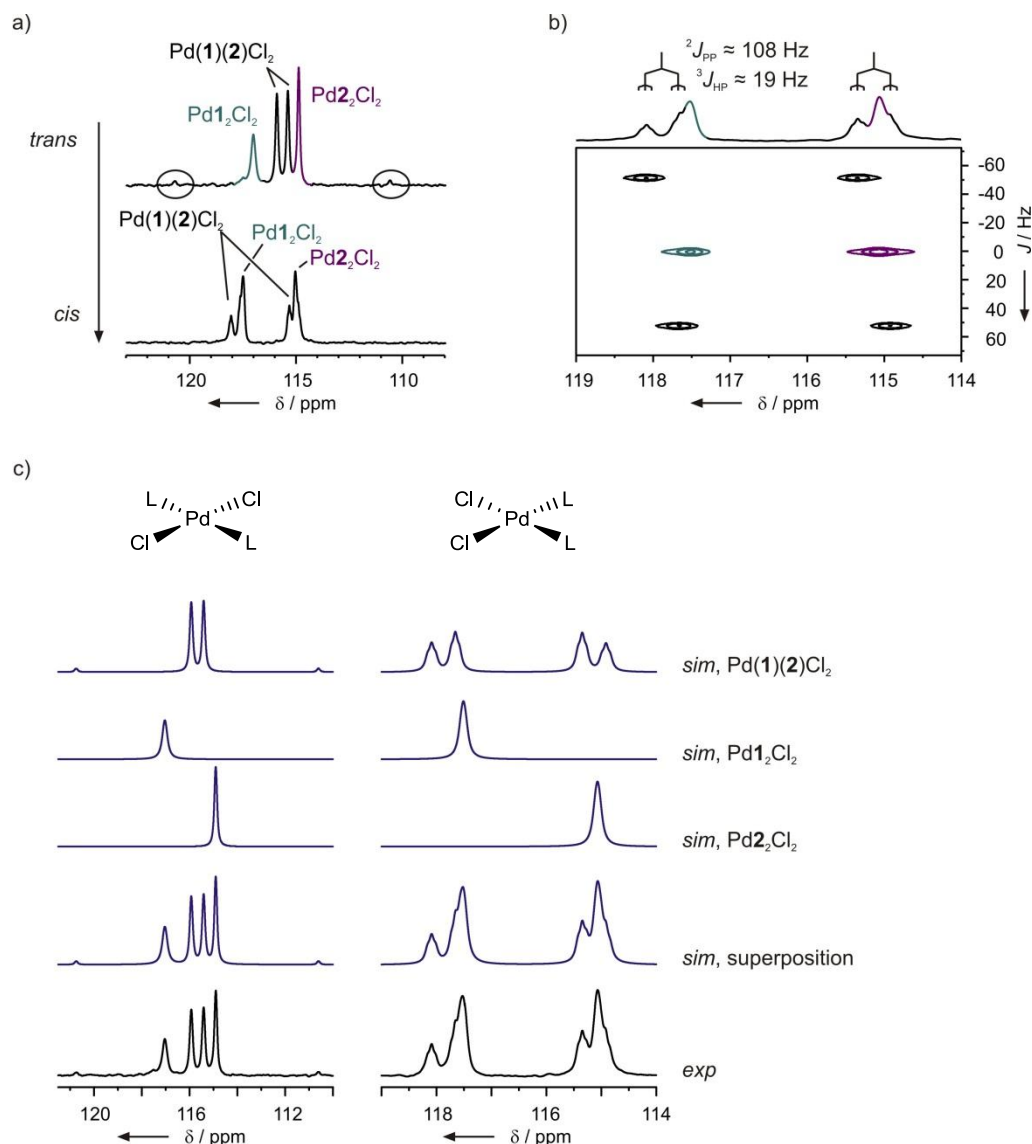 a)
Pd(1)(2)Cl₂
Pd2₂Cl₂
Pd1₂Cl₂
trans
Pd(1)(2)Cl₂
Pd1₂Cl₂
Pd2₂Cl₂
cis
120 115 110
δ / ppm
b)
²JPP ≈ 108 Hz
³JHP ≈ 19 Hz
-60
-40
-20
0
20
40
60
J / Hz
119 118 117 116 115 114
δ / ppm
c)
L Cl
Pd
Cl L
Cl L
Pd
Cl L
sim, Pd(1)(2)Cl₂
sim, Pd1₂Cl₂
sim, Pd2₂Cl₂
sim, superposition
exp
120 118 116 114 112 110
δ / ppm
118 116 114
δ / ppm